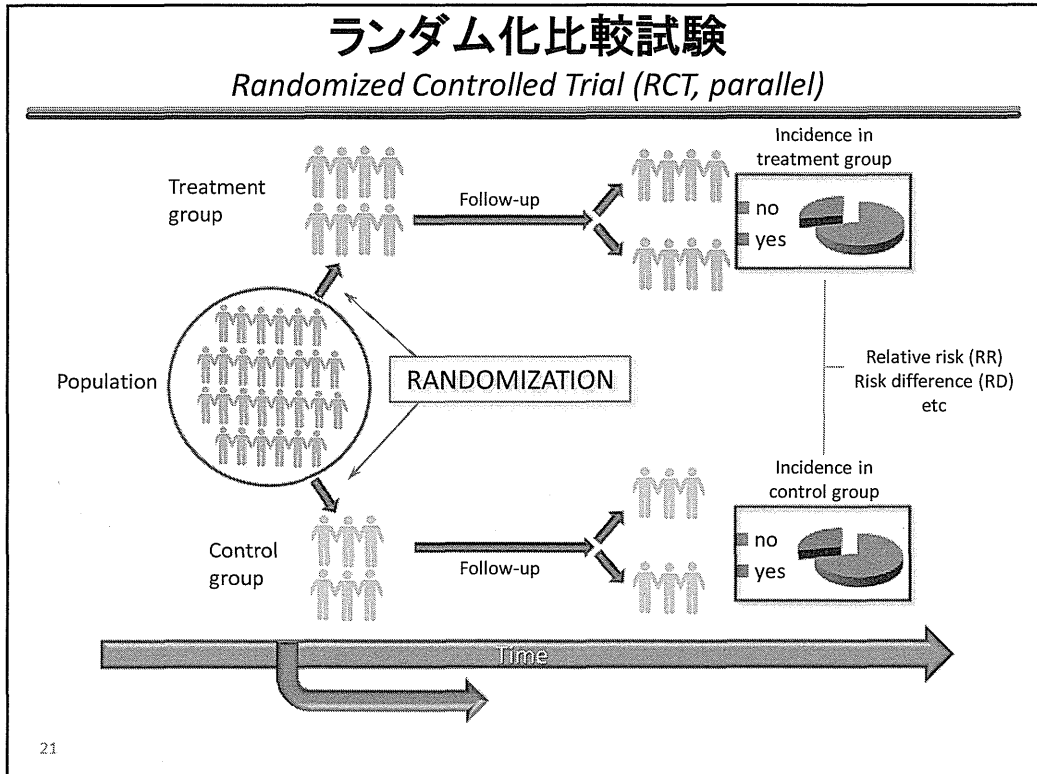 ランダム化比較試験
Randomized Controlled Trial (RCT, parallel)
Treatment
group
Follow-up
Incidence in
treatment group
no
yes
Population
RANDOMIZATION
Relative risk (RR)
Risk difference (RD)
etc
Control
group
Follow-up
Incidence in
control group
no
yes
Time
21